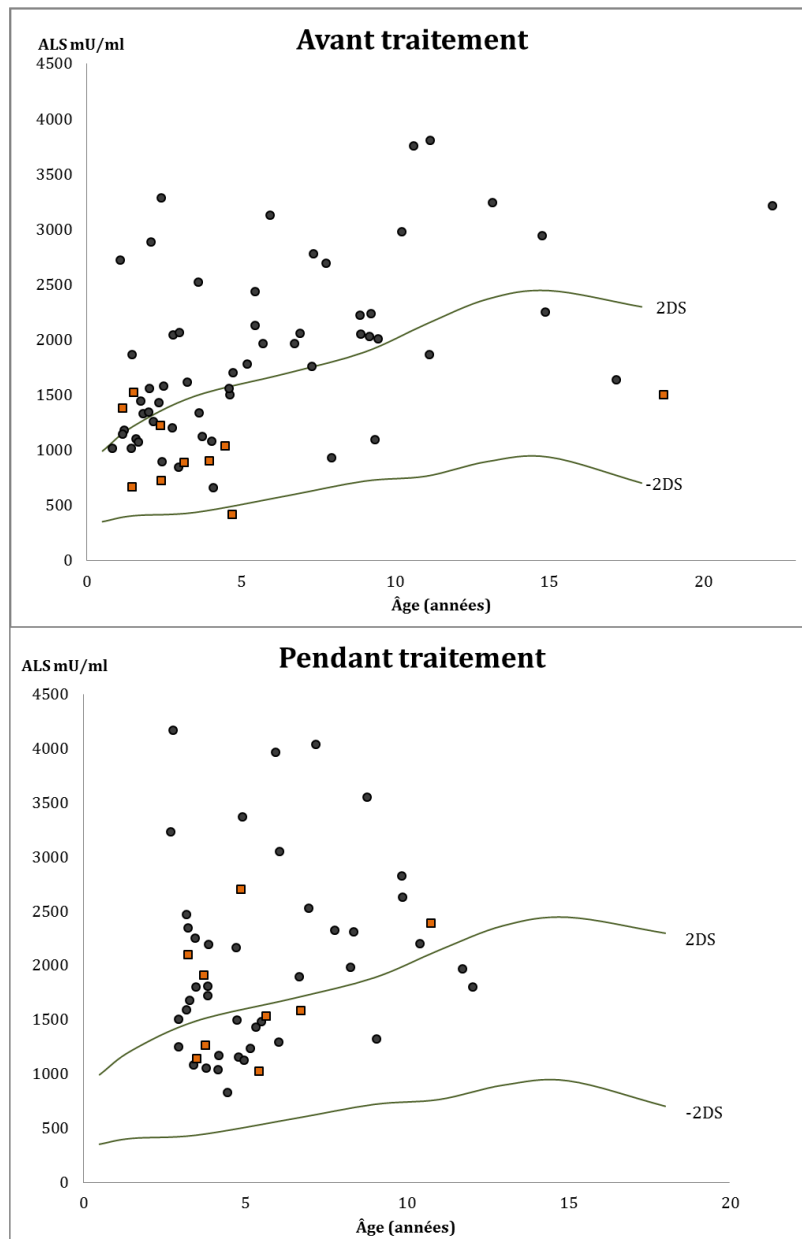 Avant traitement
ALS mU/ml
4500
4000
3500
3000
2500
2000
1500
1000
500
0
2DS
-2DS
0 5 10 15 20
Âge (années)
Pendant traitement
ALS mU/ml
4500
4000
3500
3000
2500
2000
1500
1000
500
0
2DS
-2DS
0 5 10 15 20
Âge (années)